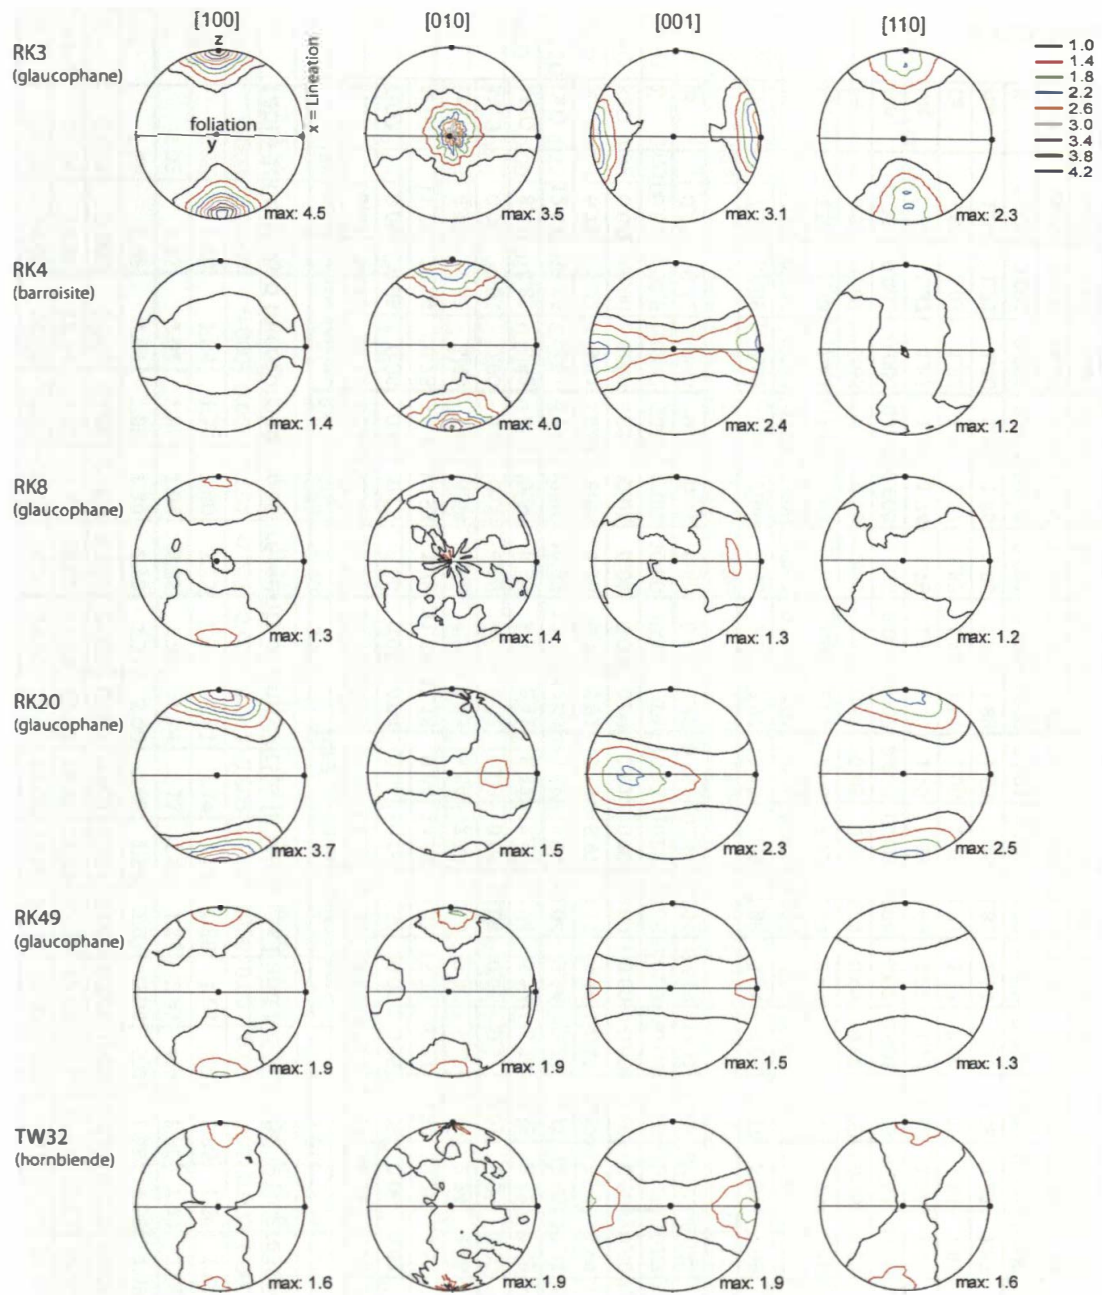 [100] [010] [001] [110]
RK3
(glaucophane)
z
foliation
y
x = Lineation
max: 4.5
max: 3.5
max: 3.1
max: 2.3
1.0
1.4
1.8
2.2
2.6
3.0
3.4
3.8
4.2
RK4
(barroisite)
max: 1.4
max: 4.0
max: 2.4
max: 1.2
RK8
(glaucophane)
max: 1.3
max: 1.4
max: 1.3
max: 1.2
RK20
(glaucophane)
max: 3.7
max: 1.5
max: 2.3
max: 2.5
RK49
(glaucophane)
max: 1.9
max: 1.9
max: 1.5
max: 1.3
TW32
(hornblende)
max: 1.6
max: 1.9
max: 1.9
max: 1.6